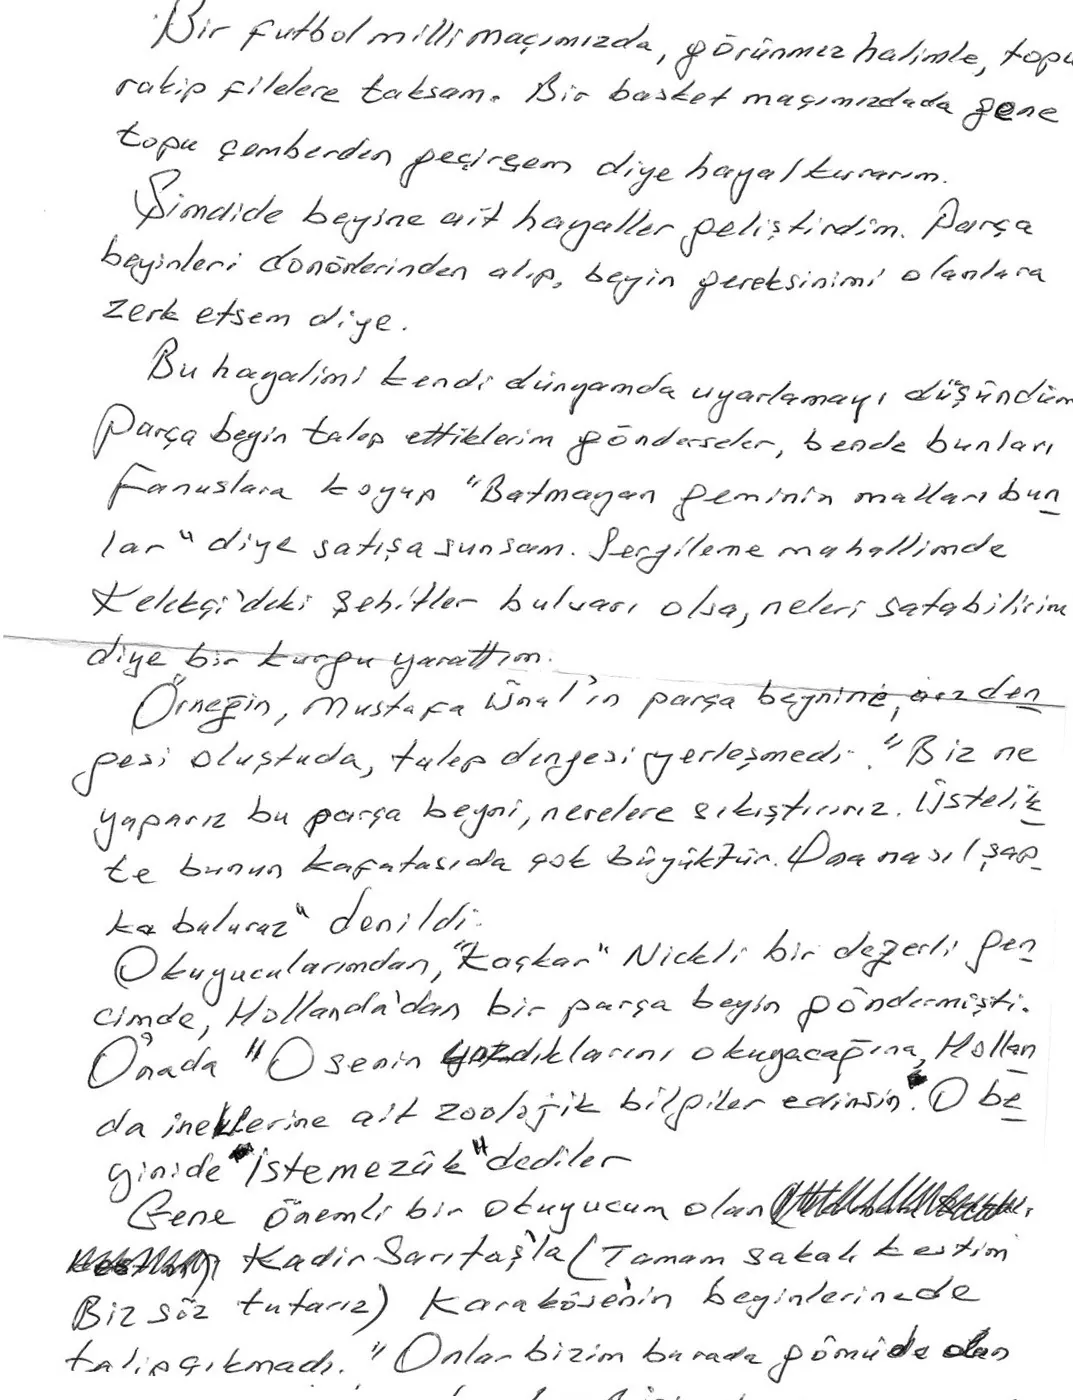 Bir futbol milli maçımızda, görünmez halimle, topu
rakip filelere taksam. Bir basket maçımızdada gene
topu çemberden geçirsem diye hayal kurarım.
Şimdide beyine ait hayaller geliştirdim. Parça
beyinleri donörlerinden alıp, beyin gereksinimi olanlara
zerk etsem diye.
Bu hayalimi kendi dünyamda uyarlamayı düşündüm
Parça beyin talep ettiklerim gönderseler, bende bunları
Fanuslara koyup "Batmayan geminin malları bun
lar" diye satışa sunsam. Sergileme mahallimde
Kelekçi'deki Şehitler bulvarı olsa, neleri satabilirim
diye bir kurgu yarattım.
Örneğin, Mustafa Ünal'ın parça beynine, arz den
gesi oluştuda, talep dengesi yerleşmedi. "Biz ne
yaparız bu parça beyni, nerelere sıkıştırırız. Üstelik
te bunun kafatasıda çok büyüktür. Ona nasıl şap
ka buluruz" denildi.
Okuyucularımdan, "Kaçkar" Nickli bir değerli gen
cimde, Hollanda'dan bir parça beyin göndermişti.
Onada "O senin yazdıklarını okuyacağına, Hollan
da ineklerine ait zoolojik bilgiler edinsin". O be
yinide "İstemezük" dediler
Gene önemli bir okuyucum olan
Kadir Sarıtaş'la (Tamam sakalı kestim
Biz söz tutarız) Karaköse'nin beyinlerinede
talip çıkmadı. "Onlar bizim burada gömüde olan